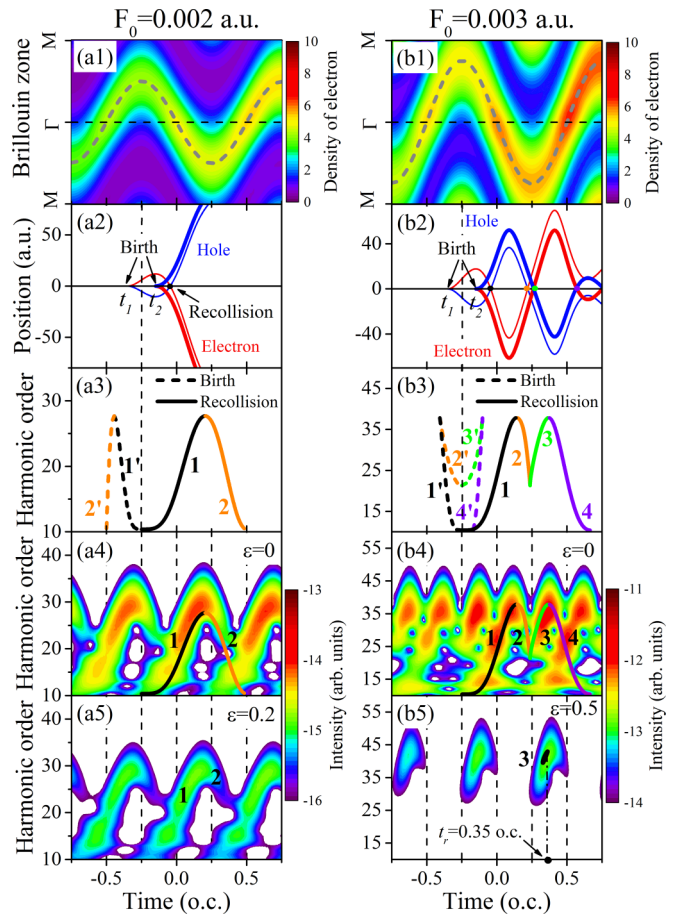 F₀=0.002 a.u. F₀=0.003 a.u.
M Γ M
Brillouin zone
(a1)
10 8 6 4 2 0
Density of electron
M Γ M
(b1)
10 8 6 4 2 0
Density of electron
Position (a.u.)
50 0 -50
(a2)
Birth
Hole
t₁ t₂
Recollision
Electron
40 0 -40
(b2)
Hole
Birth
t₁ t₂
Electron
Harmonic order
30 20 10
(a3)
Birth
Recollision
1' 1
2' 2
45 35 25 15
(b3)
Birth
Recollision
3'
2' 2 3
1' 1
4' 4
Harmonic order
40 30 20 10
(a4) ε=0
1 2
55 45 35 25 15
(b4) ε=0
1 2 3 4
Harmonic order
40 30 20 10
(a5) ε=0.2
1 2
-13 -14 -15 -16
Intensity (arb. units)
55 45 35 25 15
(b5) ε=0.5
3
tᵣ=0.35 o.c.
-11 -12 -13 -14
Intensity (arb. units)
-0.5 0.0 0.5
Time (o.c.)
-0.5 0.0 0.5
Time (o.c.)